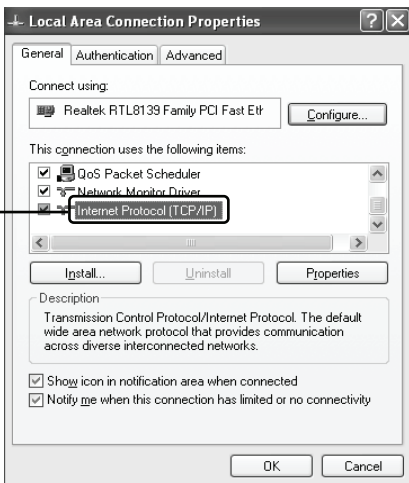 Local Area Connection Properties
General Authentication Advanced
Connect using:
Realtek RTL8139 Family PCI Fast Eth
Configure...
This connection uses the following items:
QoS Packet Scheduler
Network Monitor Driver
Internet Protocol (TCP/IP)
Install... Uninstall Properties
Description
Transmission Control Protocol/Internet Protocol. The default
wide area network protocol that provides communication
across diverse interconnected networks.
Show icon in notification area when connected
Notify me when this connection has limited or no connectivity
OK Cancel